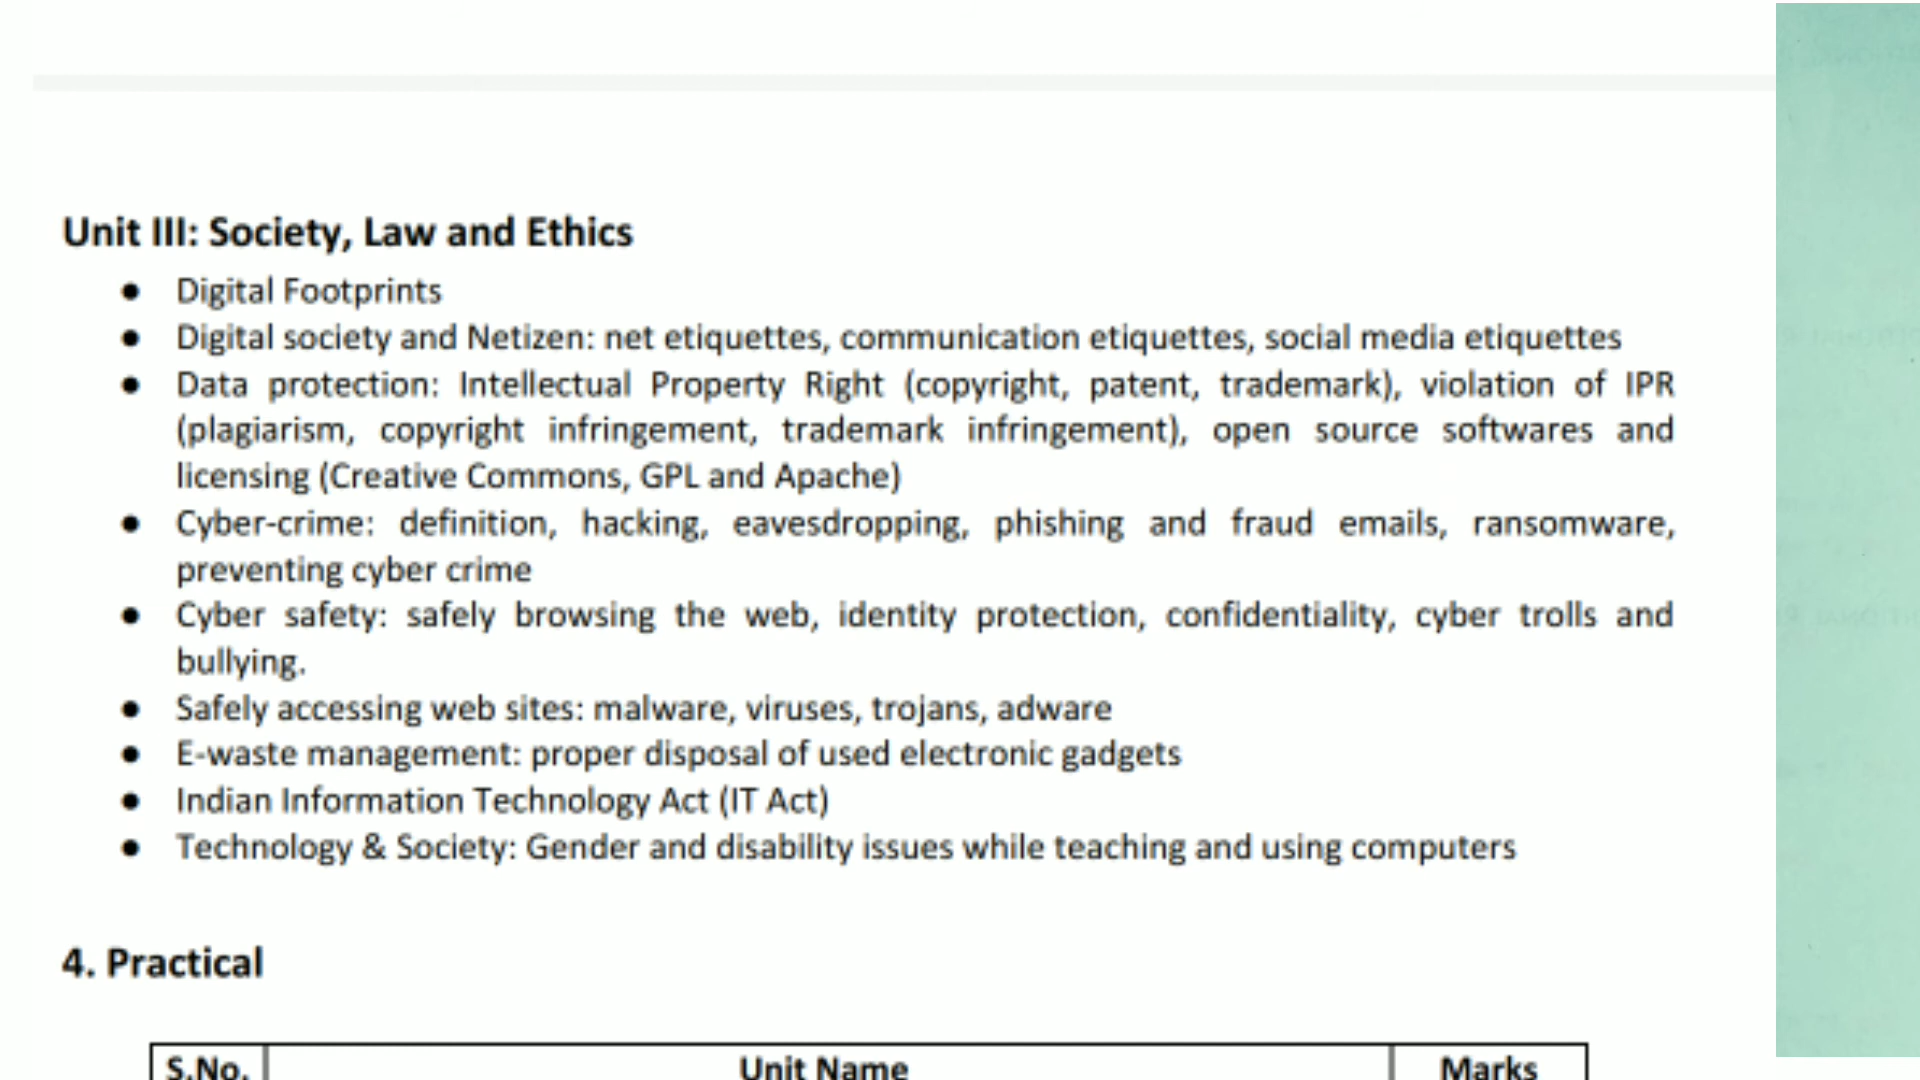 Unit III: Society, Law and Ethics
● Digital Footprints
● Digital society and Netizen: net etiquettes, communication etiquettes, social media etiquettes
● Data protection: Intellectual Property Right (copyright, patent, trademark), violation of IPR
(plagiarism, copyright infringement, trademark infringement), open source softwares and
licensing (Creative Commons, GPL and Apache)
● Cyber-crime: definition, hacking, eavesdropping, phishing and fraud emails, ransomware,
preventing cyber crime
● Cyber safety: safely browsing the web, identity protection, confidentiality, cyber trolls and
bullying.
● Safely accessing web sites: malware, viruses, trojans, adware
● E-waste management: proper disposal of used electronic gadgets
● Indian Information Technology Act (IT Act)
● Technology & Society: Gender and disability issues while teaching and using computers
4. Practical
S.No. Unit Name Marks